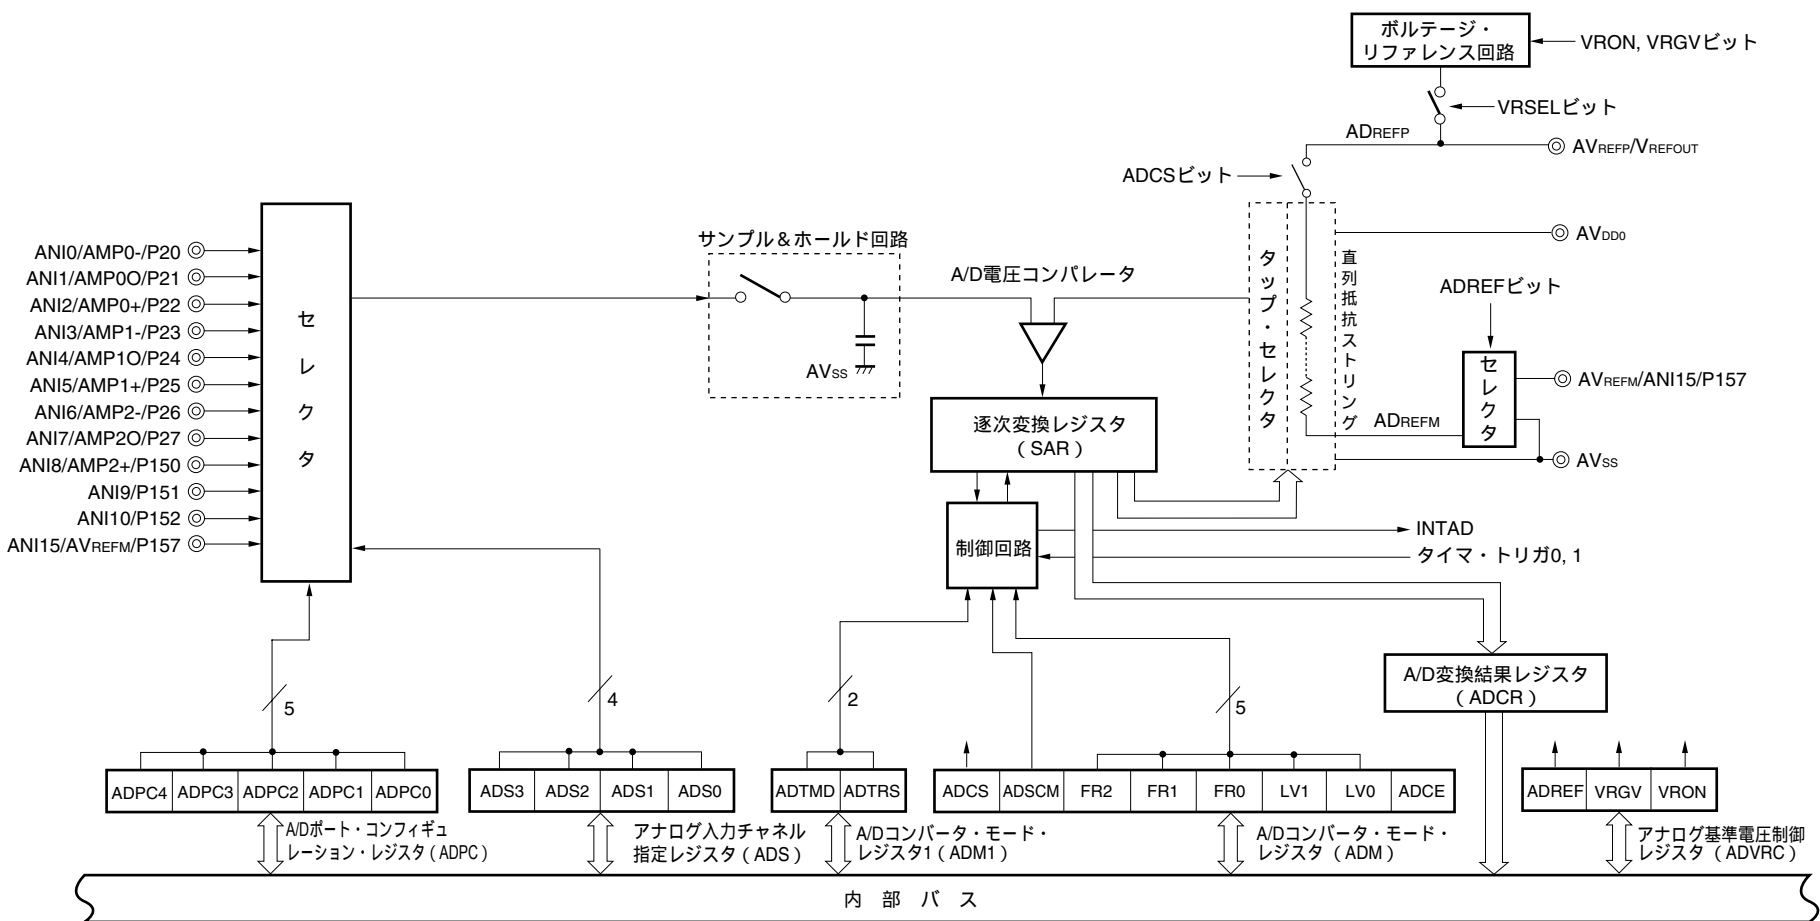 ボルテージ・
リファレンス回路
VRON, VRGVビット
VRSELビット
ADREFP
AVREFP/VREFOUT
ADCSビット
サンプル＆ホールド回路
A/D電圧コンパレータ
タップ・セレクタ
直列抵抗ストリング
AVDD0
ADREFビット
セレクタ
AVREFM/ANI15/P157
ADREFM
AVSS
ANI0/AMP0-/P20
ANI1/AMP0O/P21
ANI2/AMP0+/P22
ANI3/AMP1-/P23
ANI4/AMP1O/P24
ANI5/AMP1+/P25
ANI6/AMP2-/P26
ANI7/AMP2O/P27
ANI8/AMP2+/P150
ANI9/P151
ANI10/P152
ANI15/AVREFM/P157
セレクタ
AVSS
逐次変換レジスタ
（SAR）
制御回路
INTAD
タイマ・トリガ0, 1
A/D変換結果レジスタ
（ADCR）
5
4
2
5
ADPC4 ADPC3 ADPC2 ADPC1 ADPC0
ADS3 ADS2 ADS1 ADS0
ADTMD ADTRS
ADCS ADSCM FR2 FR1 FR0 LV1 LV0 ADCE
ADREF VRGV VRON
A/Dポート・コンフィギュ
レーション・レジスタ（ADPC）
アナログ入力チャネル
指定レジスタ（ADS）
A/Dコンバータ・モード・
レジスタ1（ADM1）
A/Dコンバータ・モード・
レジスタ（ADM）
アナログ基準電圧制御
レジスタ（ADVRC）
内 部 バ ス